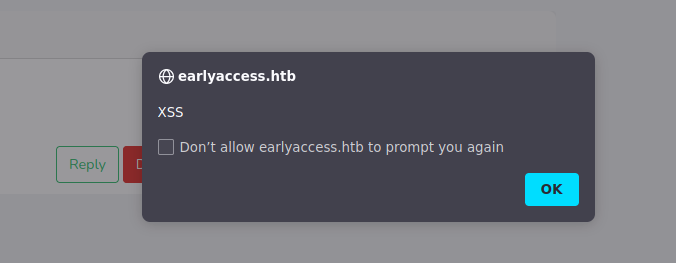 earlyaccess.htb
XSS
Don’t allow earlyaccess.htb to prompt you again
Reply
OK